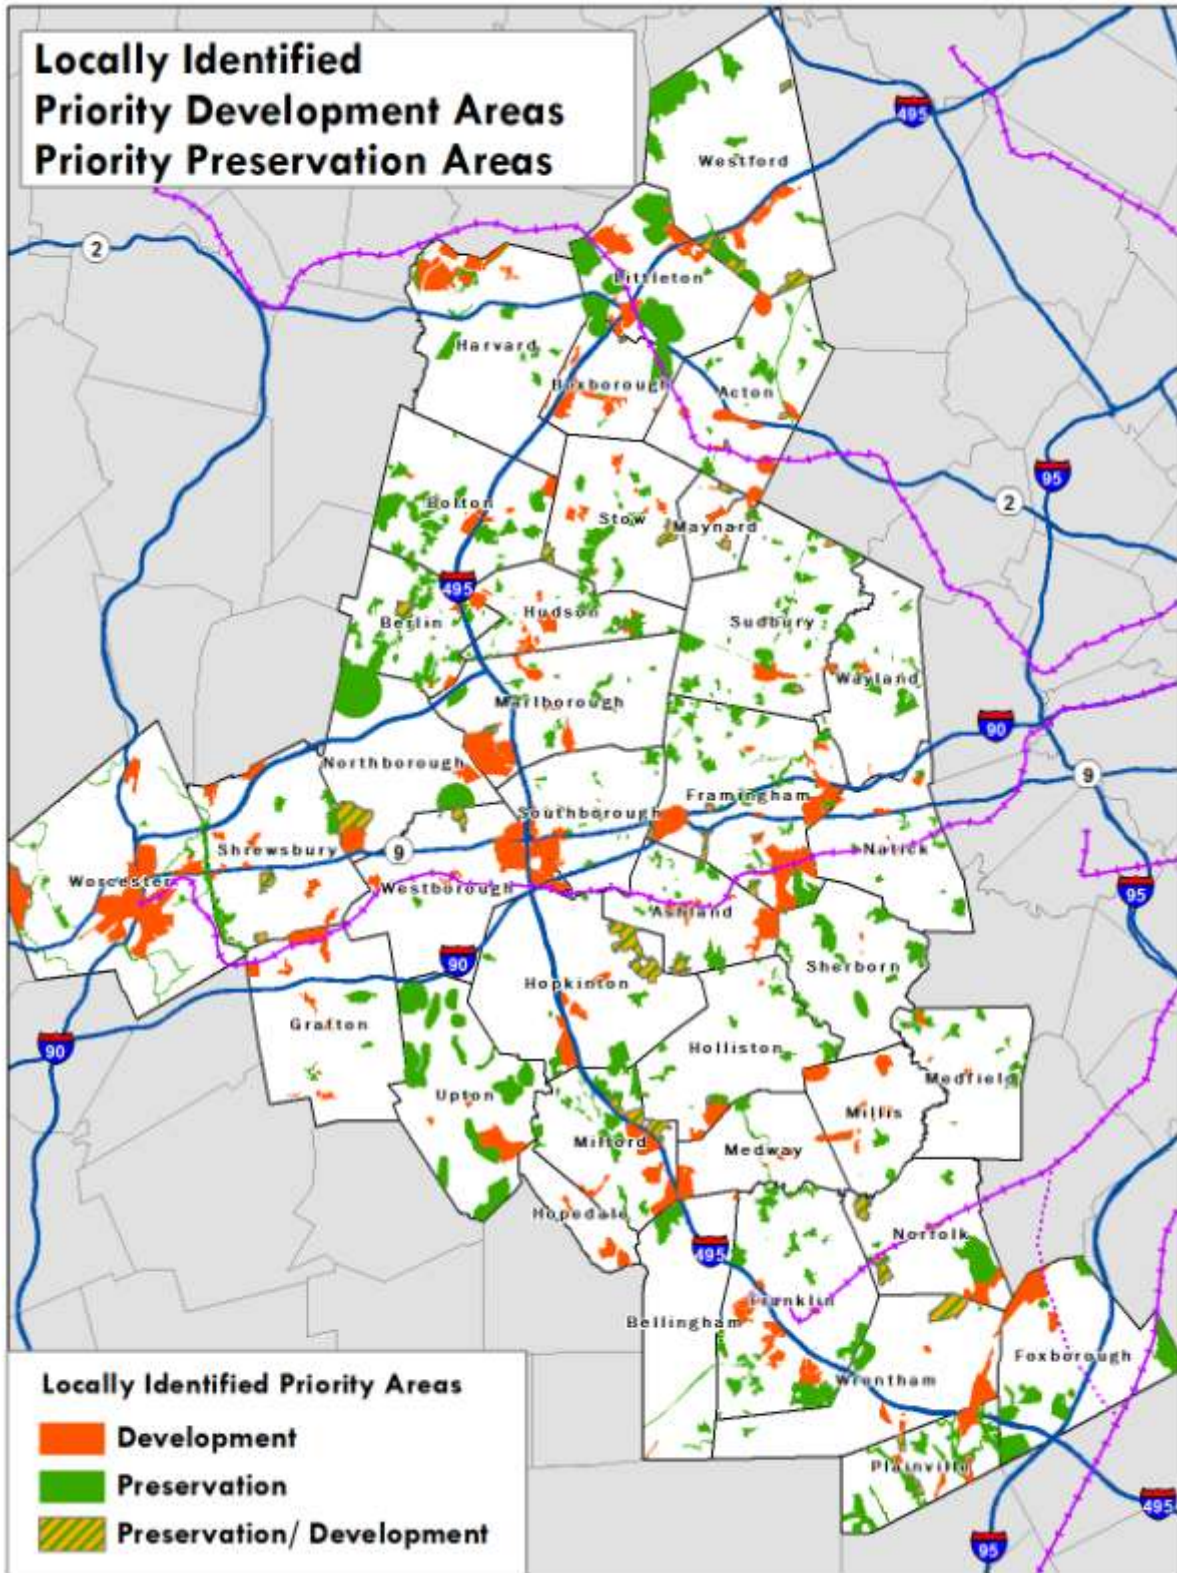 Locally Identified
Priority Development Areas
Priority Preservation Areas
495
Westford
2
Littleton
Harvard
Boxborough
Acton
95
2
Bolton
Stow
Maynard
495
Hudson
Berlin
Sudbury
Wayland
Marlborough
90
Northborough
Framingham
9
Southborough
Shrewsbury
9
Natick
Worcester
Westborough
95
Ashland
90
Sherborn
Hopkinton
Grafton
90
Holliston
Medfield
Upton
Millis
Milford
Medway
Hopedale
Norfolk
495
Franklin
Bellingham
Foxborough
Wrentham
Plainville
495
95
Locally Identified Priority Areas
Development
Preservation
Preservation/ Development